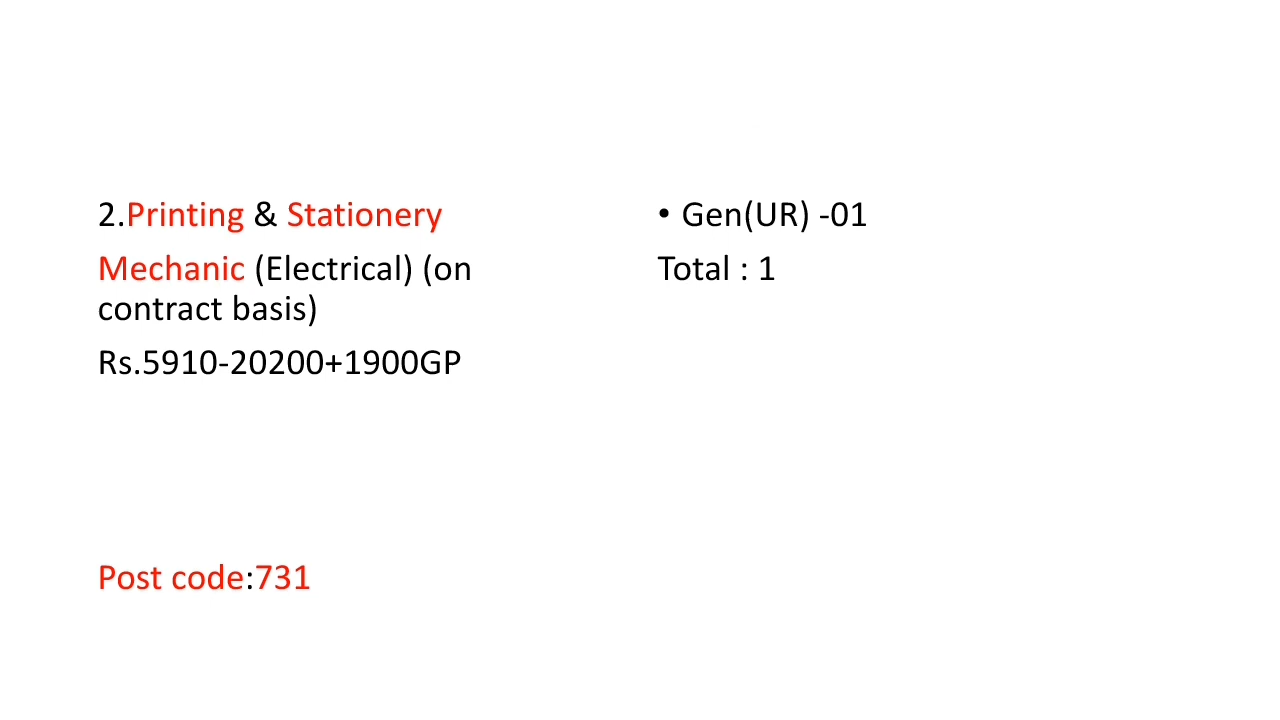 2.Printing & Stationery
Mechanic (Electrical) (on
contract basis)
Rs.5910-20200+1900GP
Post code:731
• Gen(UR) -01
Total : 1